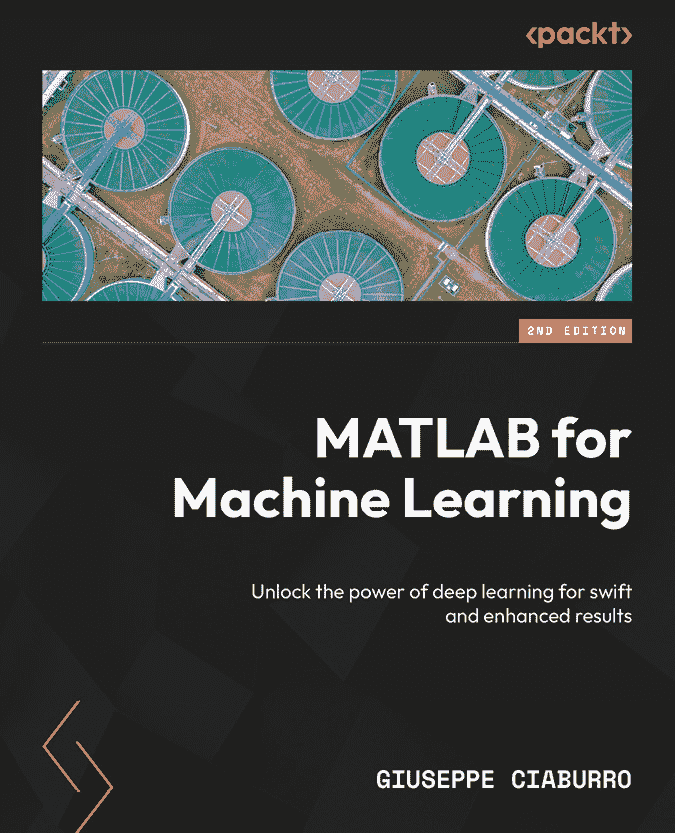 <packt>
2ND EDITION
MATLAB for
Machine Learning
Unlock the power of deep learning for swift
and enhanced results
GIUSEPPE CIABURRO